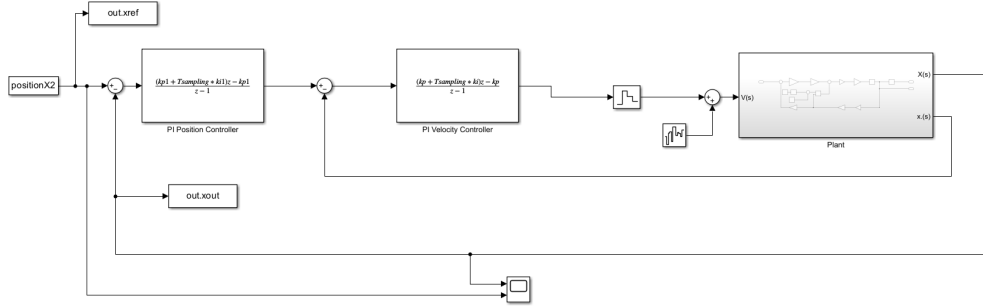 out.xref
positionX2
+
−
(kp1 + Tsampling * ki1)z − kp1
z − 1
PI Position Controller
+
−
(kp + Tsampling * ki)z − kp
z − 1
PI Velocity Controller
+
+
V(s)
X(s)
x.(s)
Plant
out.xout